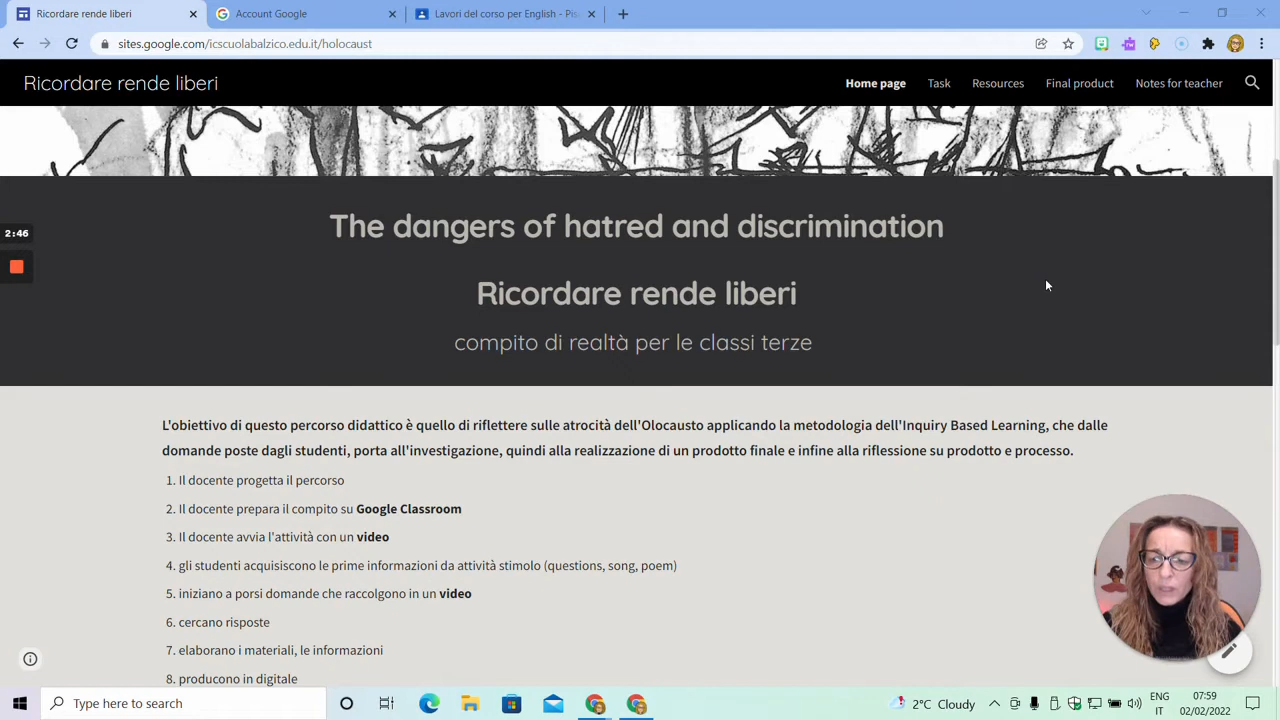 Ricordare rende liberi
Account Google
Lavori del corso per English - Pis
sites.google.com/icscuolabalzico.edu.it/holocaust
Ricordare rende liberi
Home page Task Resources Final product Notes for teacher
The dangers of hatred and discrimination
2:46
Ricordare rende liberi
compito di realtà per le classi terze
L'obiettivo di questo percorso didattico è quello di riflettere sulle atrocità dell'Olocausto applicando la metodologia dell'Inquiry Based Learning, che dalle
domande poste dagli studenti, porta all'investigazione, quindi alla realizzazione di un prodotto finale e infine alla riflessione su prodotto e processo.
1. Il docente progetta il percorso
2. Il docente prepara il compito su Google Classroom
3. Il docente avvia l'attività con un video
4. gli studenti acquisiscono le prime informazioni da attività stimolo (questions, song, poem)
5. iniziano a porsi domande che raccolgono in un video
6. cercano risposte
7. elaborano i materiali, le informazioni
8. producono in digitale
Type here to search
2°C Cloudy
ENG
IT
07:59
02/02/2022